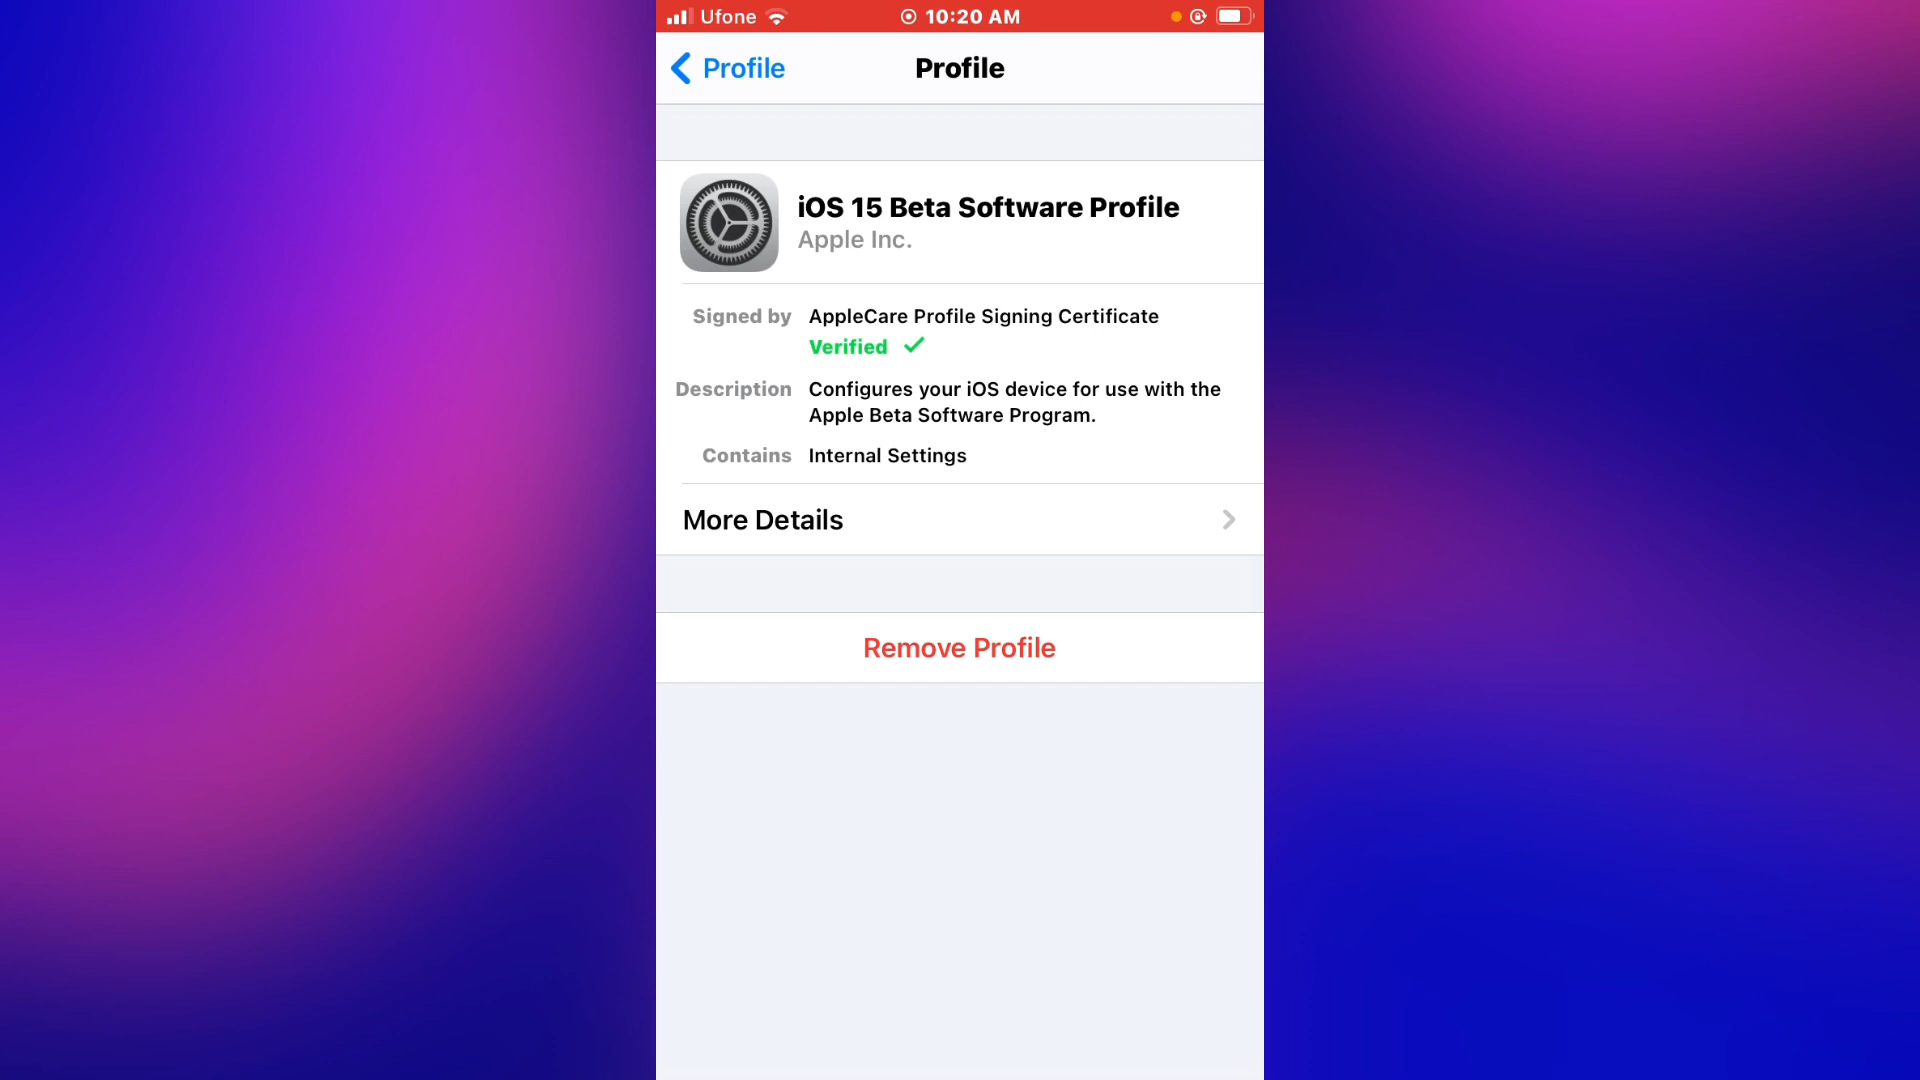 Ufone 10:20 AM
Profile Profile
iOS 15 Beta Software Profile
Apple Inc.
Signed by AppleCare Profile Signing Certificate
Verified
Description Configures your iOS device for use with the
Apple Beta Software Program.
Contains Internal Settings
More Details
Remove Profile